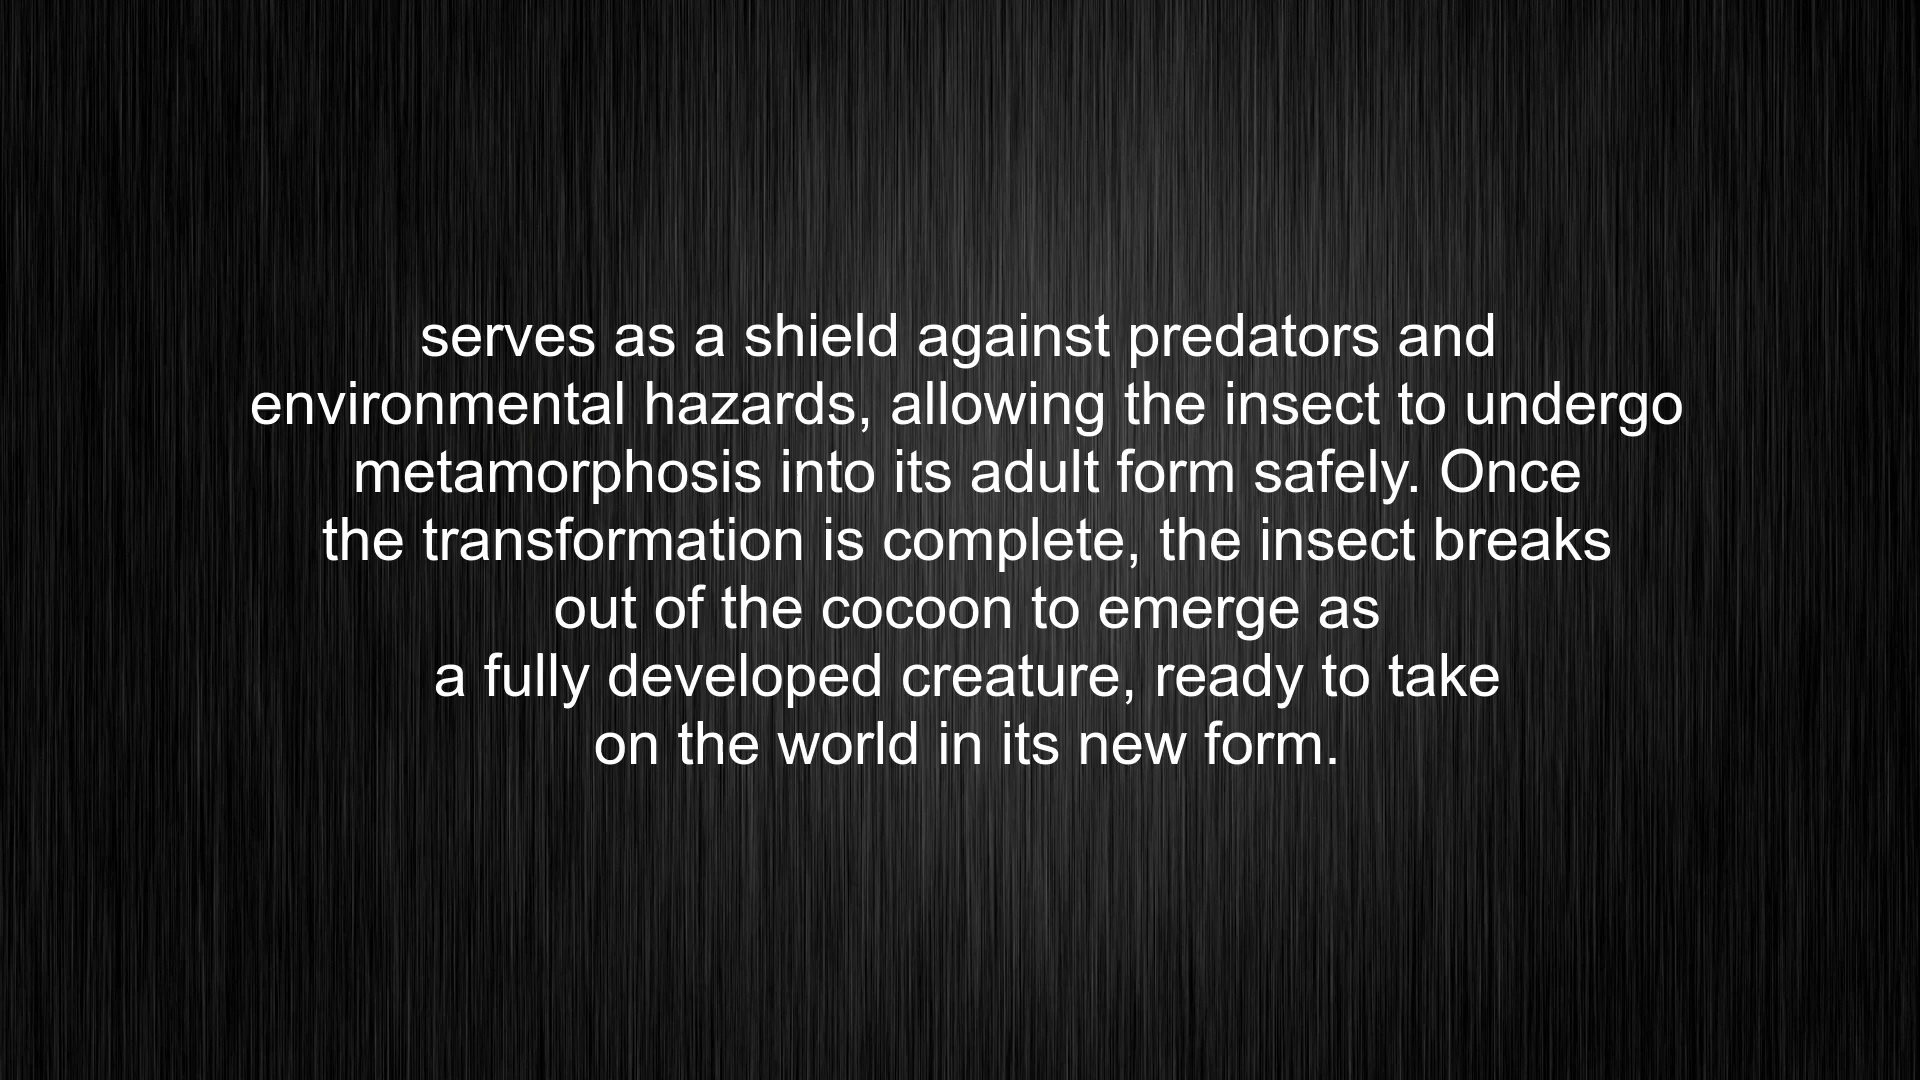 serves as a shield against predators and
environmental hazards, allowing the insect to undergo
metamorphosis into its adult form safely. Once
the transformation is complete, the insect breaks
out of the cocoon to emerge as
a fully developed creature, ready to take
on the world in its new form.